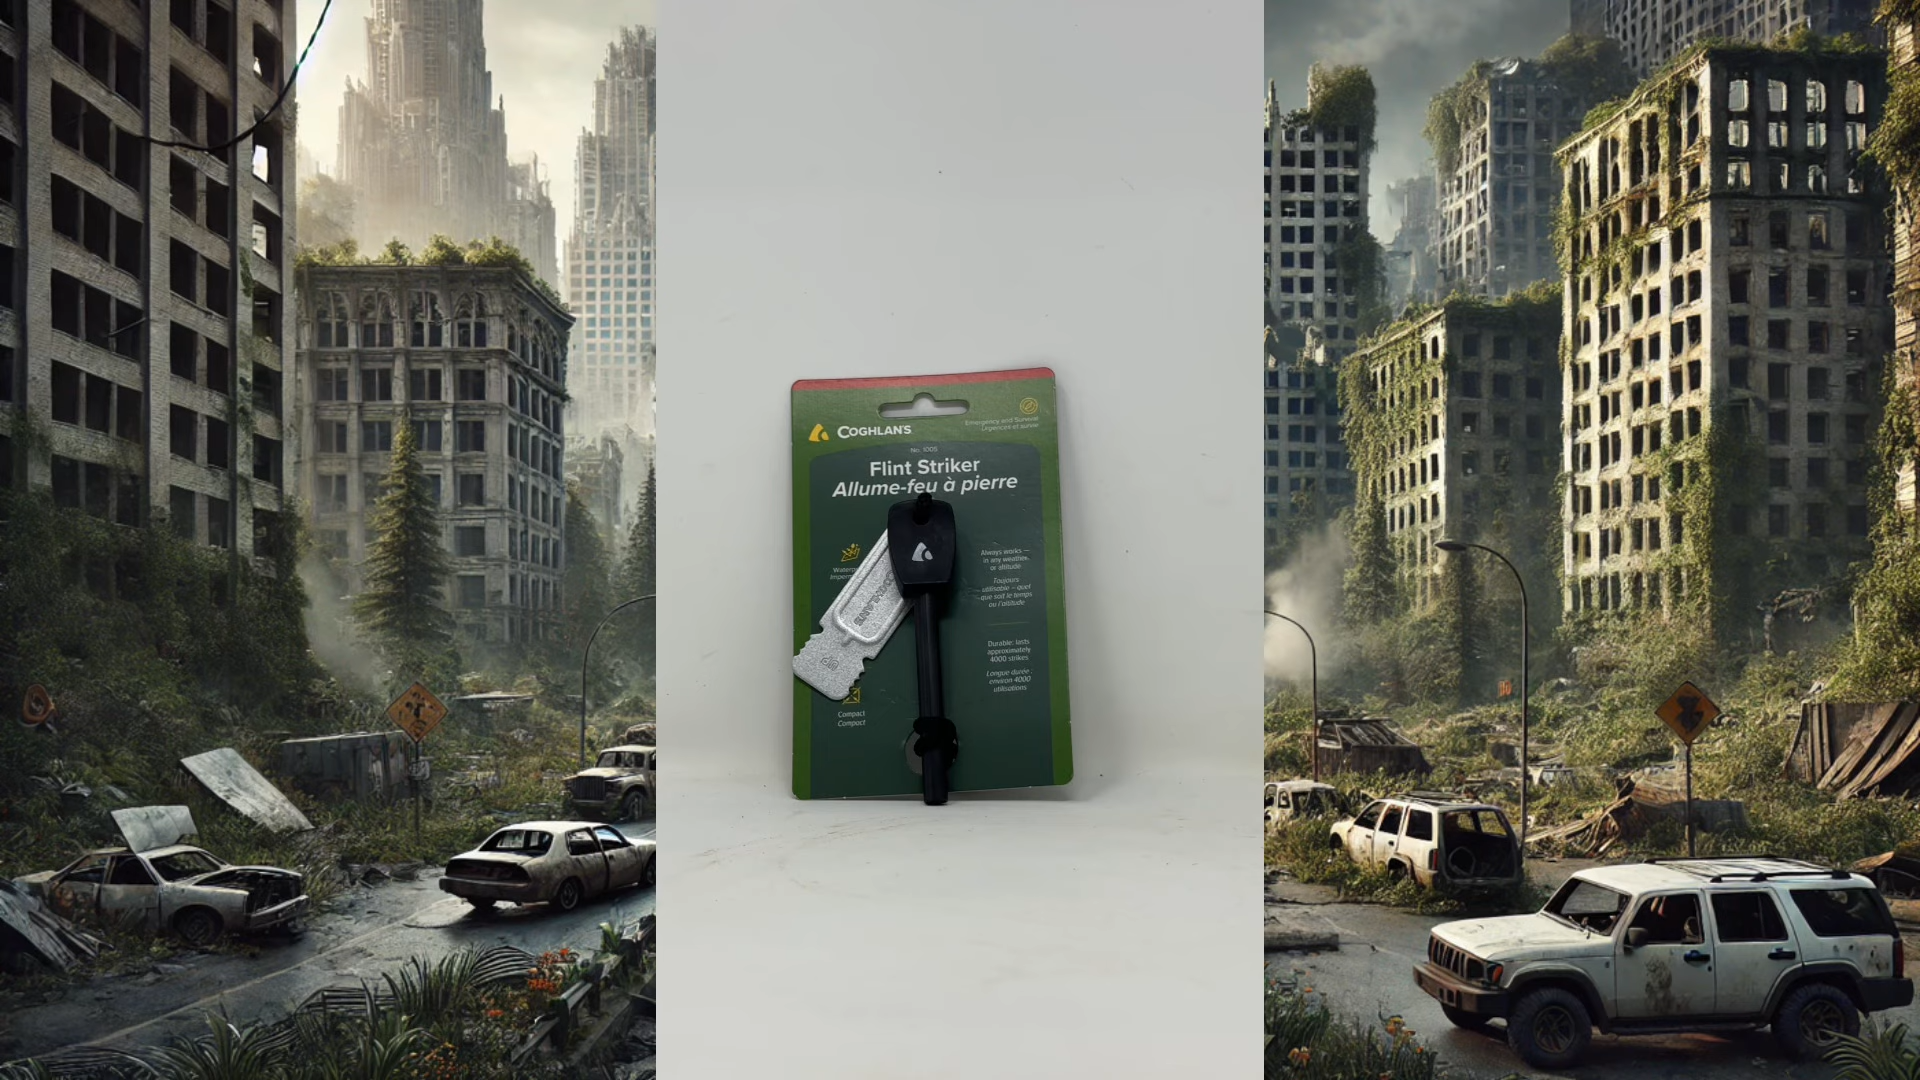 COGHLAN'S
Emergency and Survival
Urgences et survie
No. 1005
Flint Striker
Allume-feu à pierre
Always works —
in any weather,
or altitude
Toujours
utilisable – quel
que soit le temps
ou l'altitude
COGHLANS
UP
Durable: lasts
approximately
4000 strikes
Longue durée :
environ 4000
utilisations
Compact
Compact